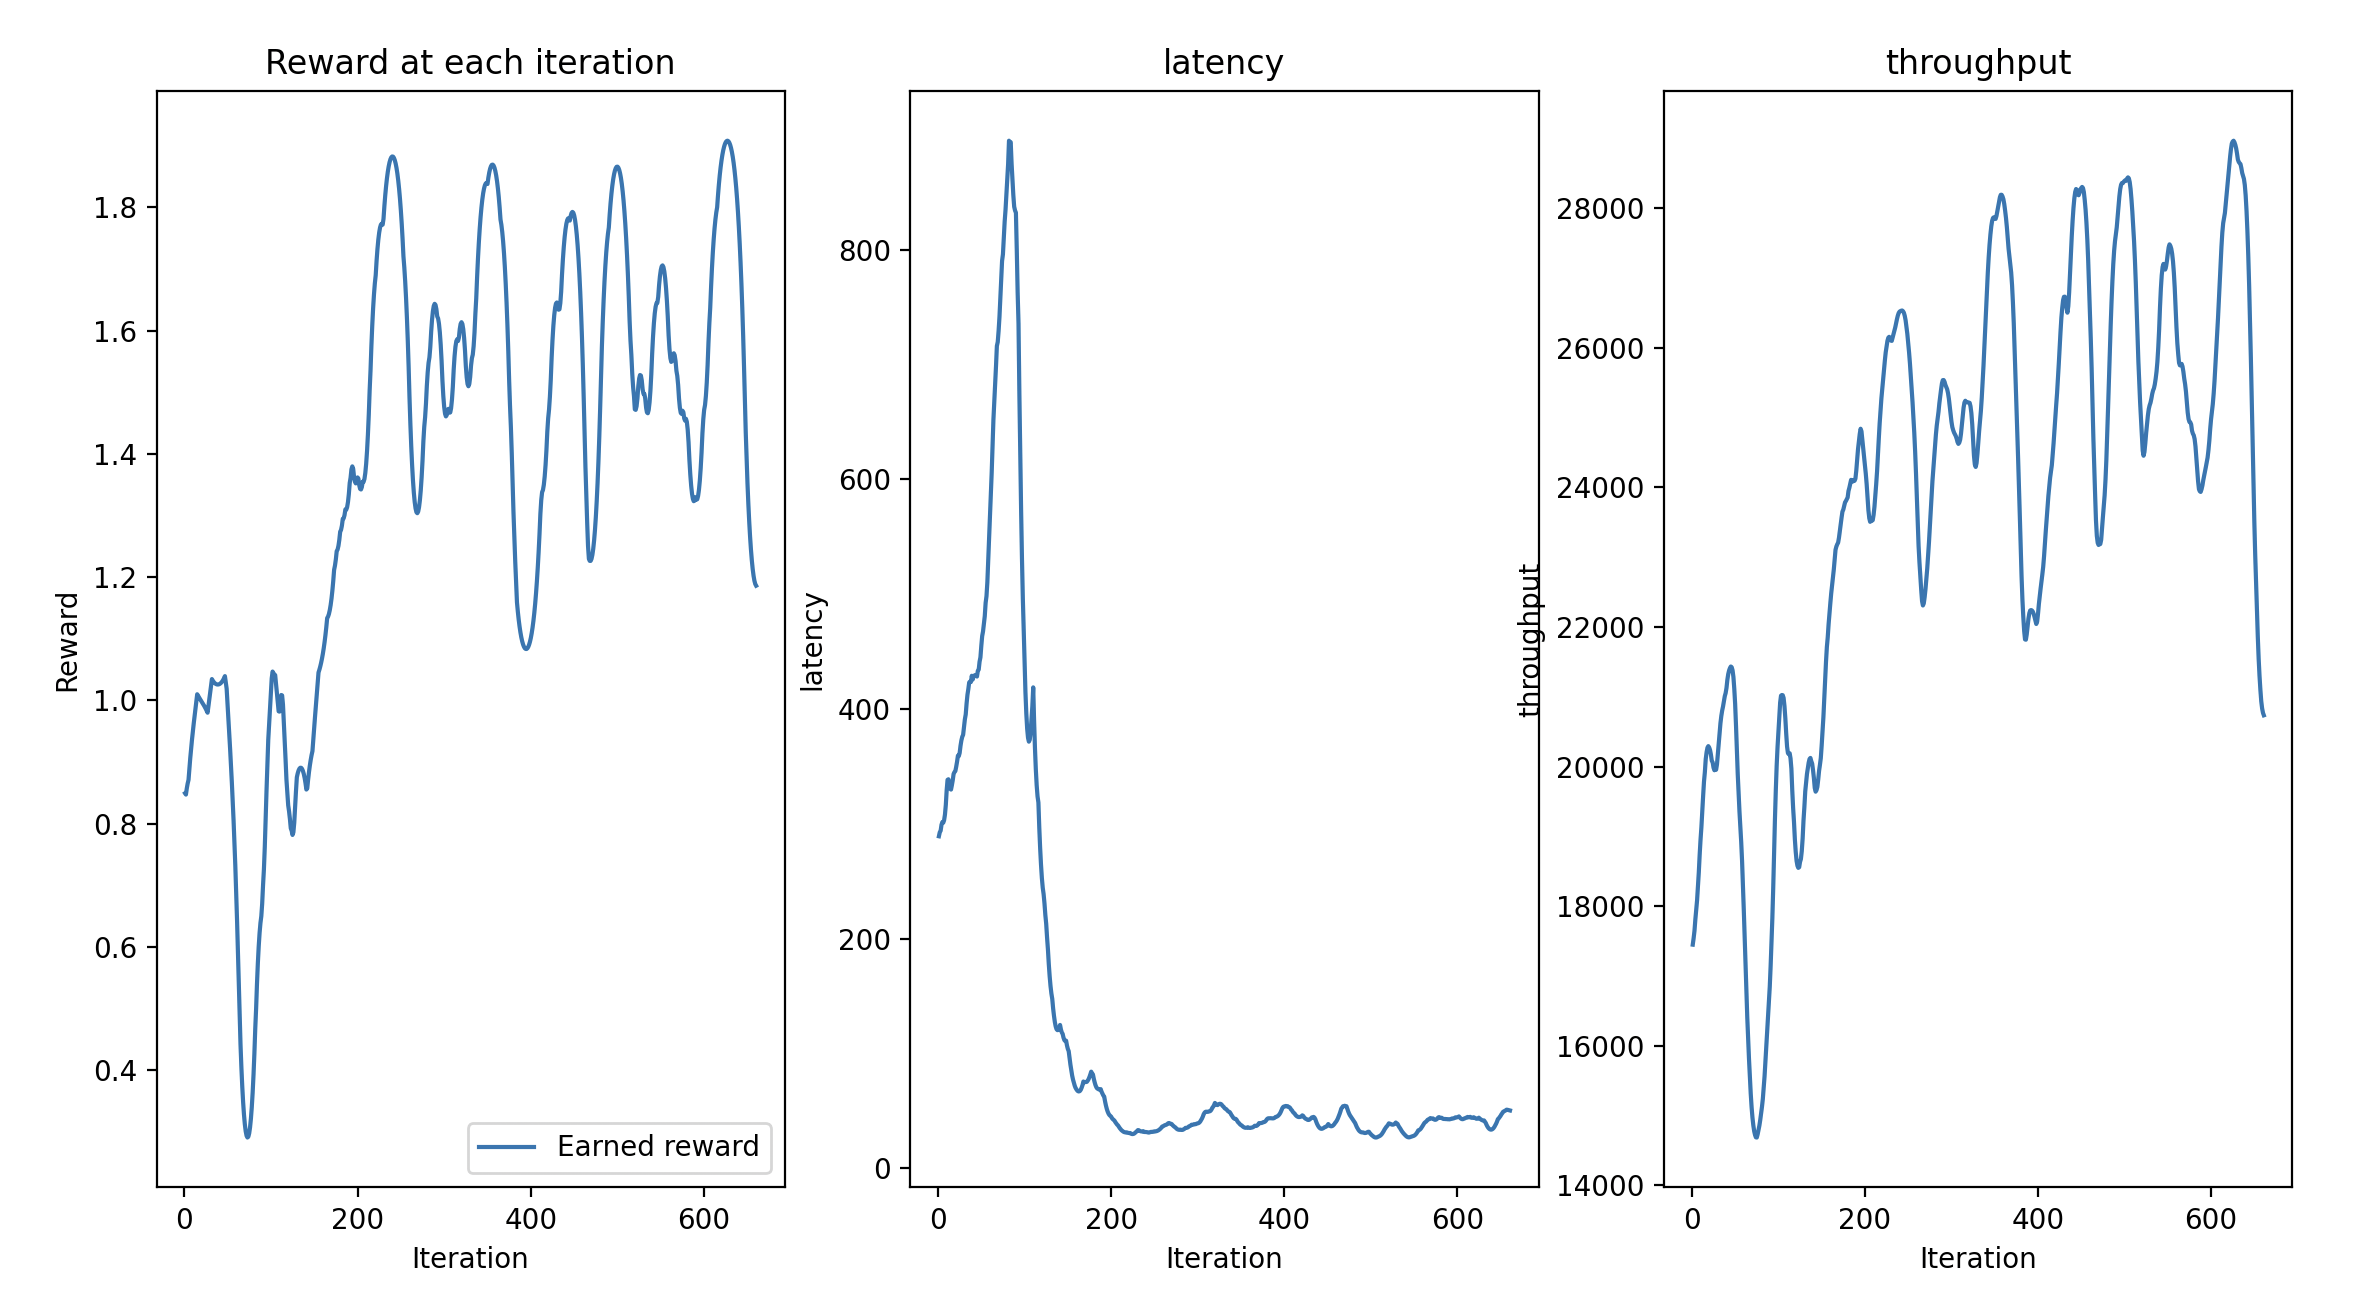 Reward at each iteration
Reward
1.8
1.6
1.4
1.2
1.0
0.8
0.6
0.4
Earned reward
0 200 400 600
Iteration
latency
latency
800
600
400
200
0
0 200 400 600
Iteration
throughput
throughput
28000
26000
24000
22000
20000
18000
16000
14000
0 200 400 600
Iteration